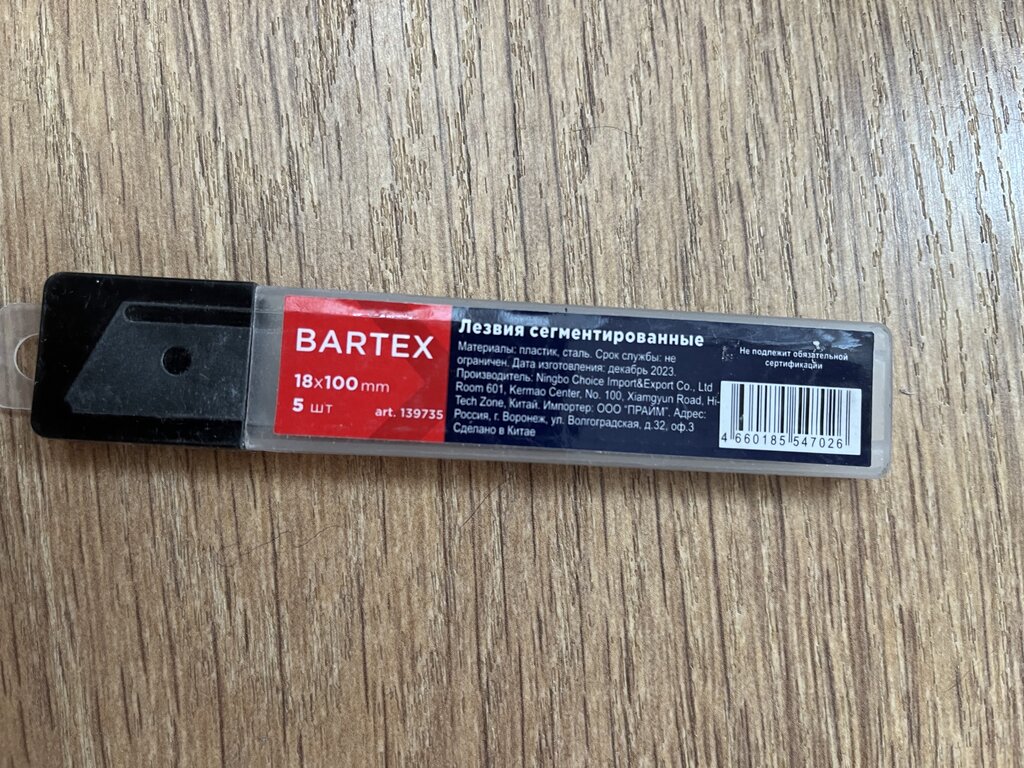 BARTEX
18x100 mm
5 шт
art. 139735
Лезвия сегментированные
Материалы: пластик, сталь. Срок службы: не
ограничен. Дата изготовления: декабрь 2023.
Производитель: Ningbo Choice Import&Export Co., Ltd
Room 601, Kermao Center, No. 100, Xiamgyun Road, Hi-
Tech Zone, Китай. Импортер: ООО "ПРАЙМ". Адрес:
Россия, г. Воронеж, ул. Волгоградская, д.32, оф.3
Сделано в Китае
Не подлежит обязательной
сертификации
4 660185 547026